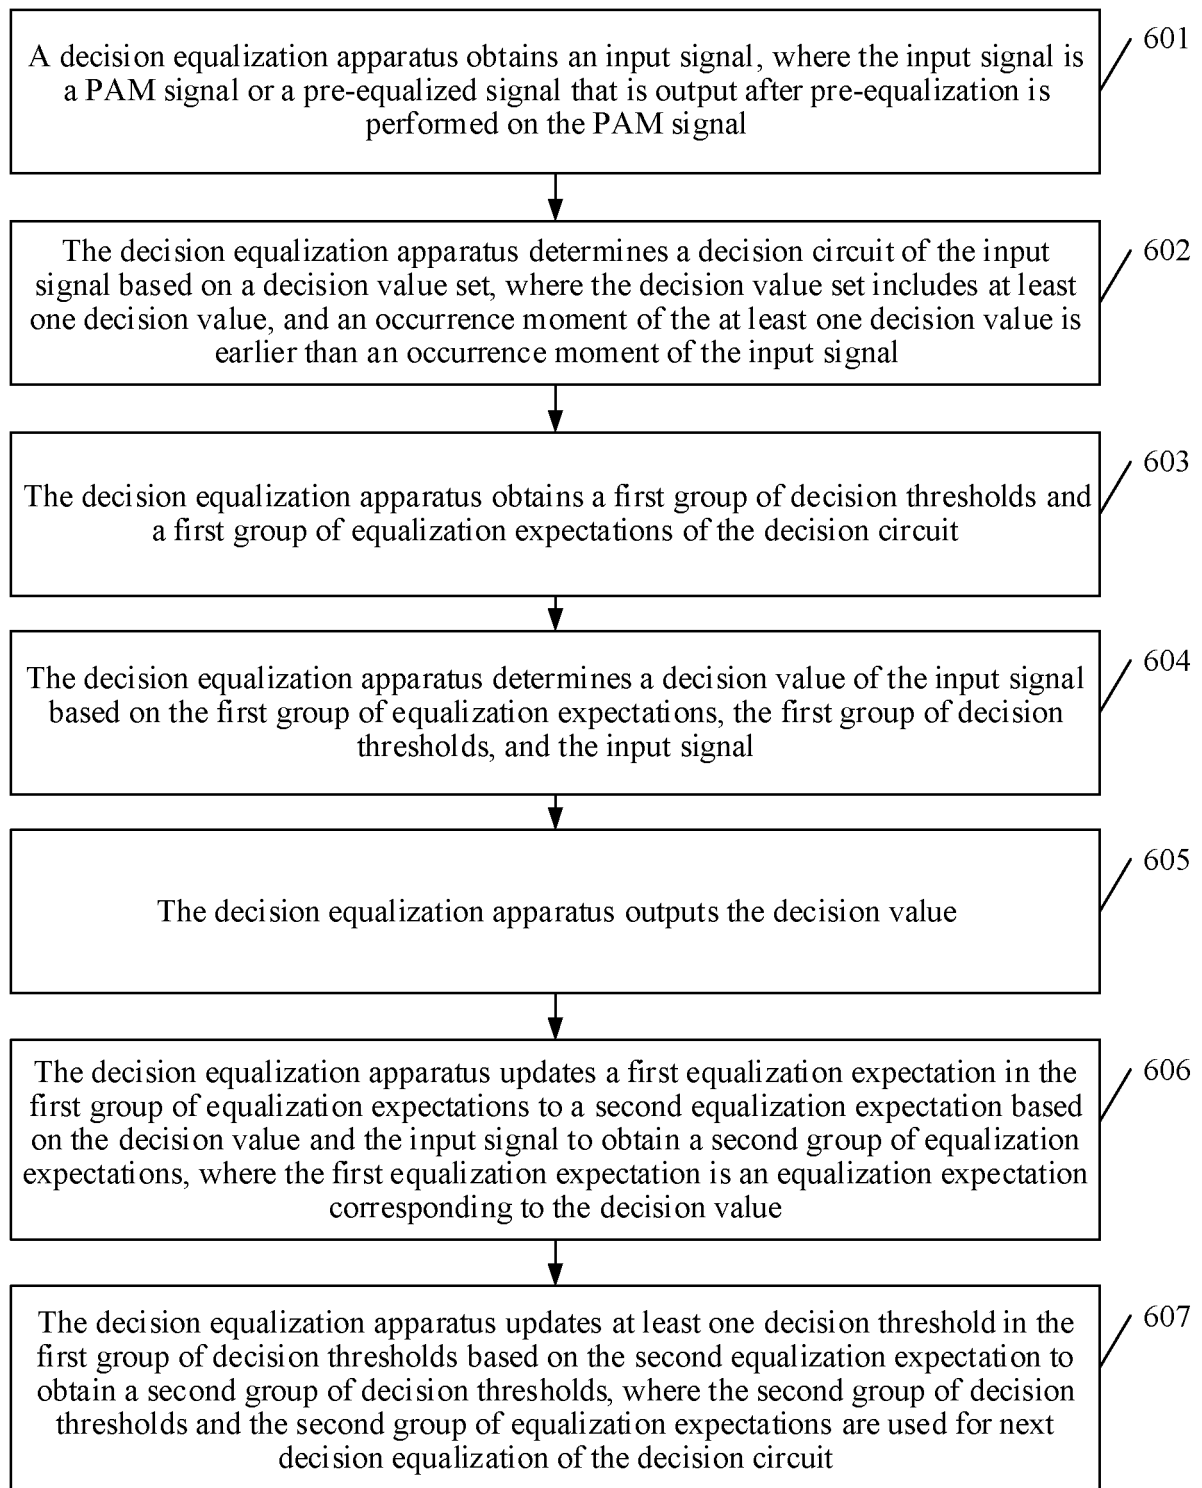 A decision equalization apparatus obtains an input signal, where the input signal is
a PAM signal or a pre-equalized signal that is output after pre-equalization is
performed on the PAM signal
601
The decision equalization apparatus determines a decision circuit of the input
signal based on a decision value set, where the decision value set includes at least
one decision value, and an occurrence moment of the at least one decision value is
earlier than an occurrence moment of the input signal
602
The decision equalization apparatus obtains a first group of decision thresholds and
a first group of equalization expectations of the decision circuit
603
The decision equalization apparatus determines a decision value of the input signal
based on the first group of equalization expectations, the first group of decision
thresholds, and the input signal
604
The decision equalization apparatus outputs the decision value
605
The decision equalization apparatus updates a first equalization expectation in the
first group of equalization expectations to a second equalization expectation based
on the decision value and the input signal to obtain a second group of equalization
expectations, where the first equalization expectation is an equalization expectation
corresponding to the decision value
606
The decision equalization apparatus updates at least one decision threshold in the
first group of decision thresholds based on the second equalization expectation to
obtain a second group of decision thresholds, where the second group of decision
thresholds and the second group of equalization expectations are used for next
decision equalization of the decision circuit
607